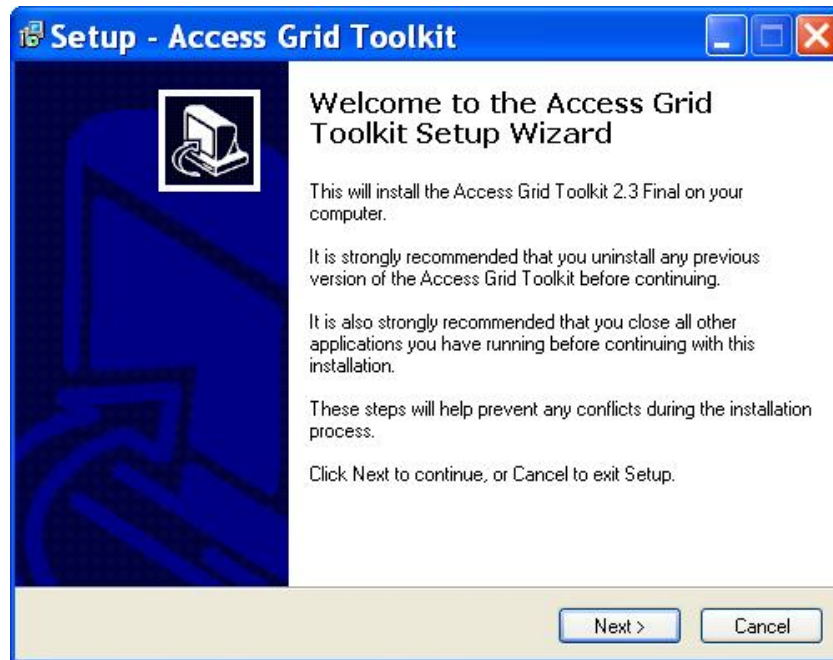 Setup - Access Grid Toolkit
Welcome to the Access Grid
Toolkit Setup Wizard
This will install the Access Grid Toolkit 2.3 Final on your
computer.
It is strongly recommended that you uninstall any previous
version of the Access Grid Toolkit before continuing.
It is also strongly recommended that you close all other
applications you have running before continuing with this
installation.
These steps will help prevent any conflicts during the installation
process.
Click Next to continue, or Cancel to exit Setup.
Next > Cancel